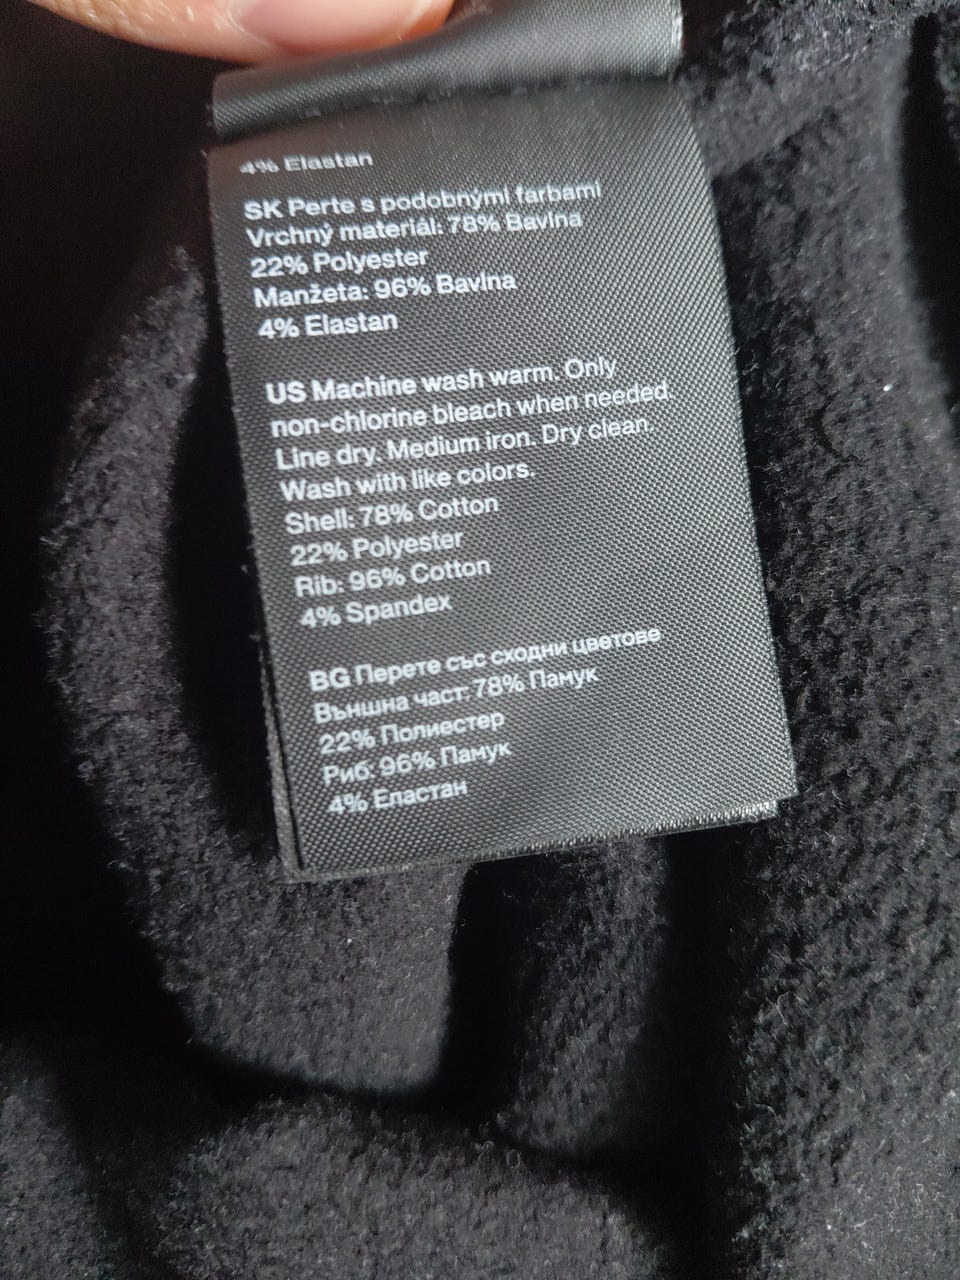 4% Elastan
SK Perte s podobnými farbami
Vrchný materiál: 78% Bavlna
22% Polyester
Manžeta: 96% Bavlna
4% Elastan
US Machine wash warm. Only
non-chlorine bleach when needed.
Line dry. Medium iron. Dry clean.
Wash with like colors.
Shell: 78% Cotton
22% Polyester
Rib: 96% Cotton
4% Spandex
BG Перете със сходни цветове
Външна част: 78% Памук
22% Полиестер
Риб: 96% Памук
4% Еластан